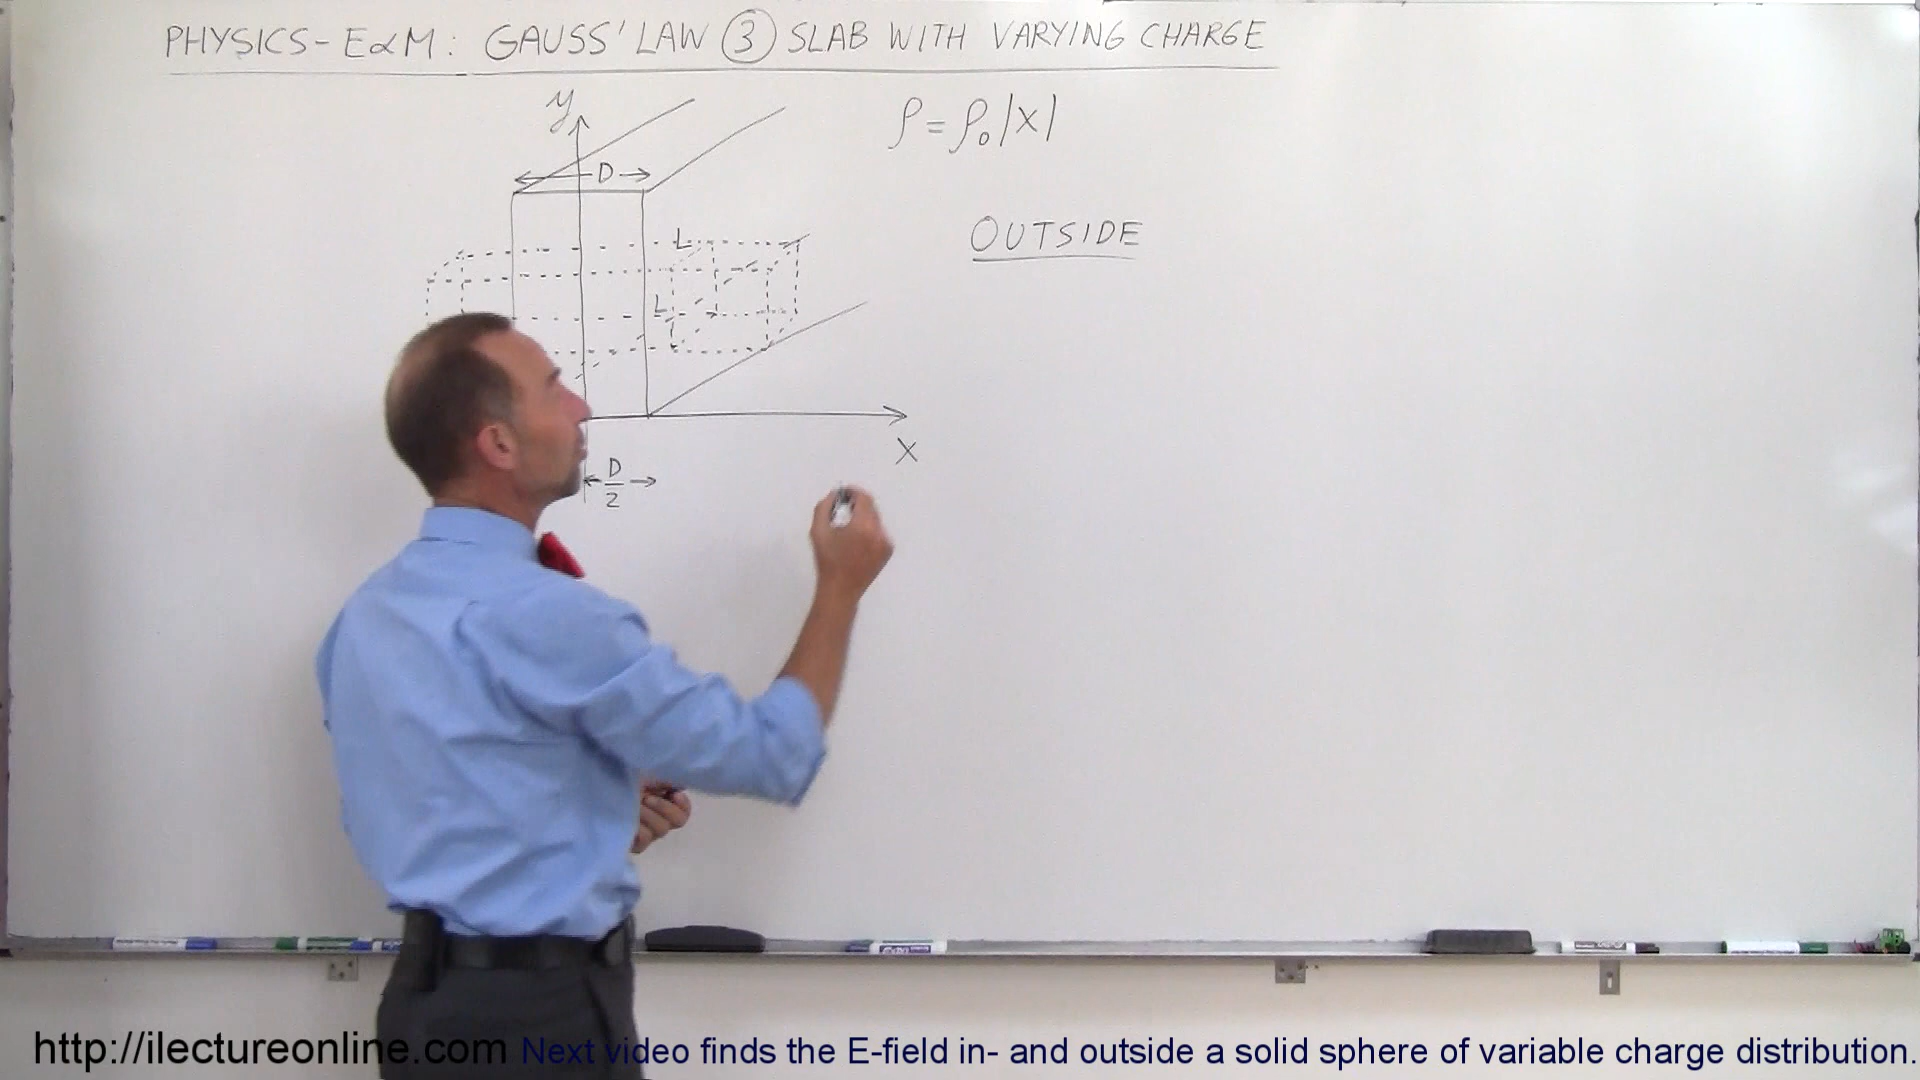 PHYSICS - E&M: GAUSS' LAW ③ SLAB WITH VARYING CHARGE
y
ρ = ρ₀|x|
D
OUTSIDE
L
L
x
D/2
http://ilectureonline.com Next video finds the E-field in- and outside a solid sphere of variable charge distribution.